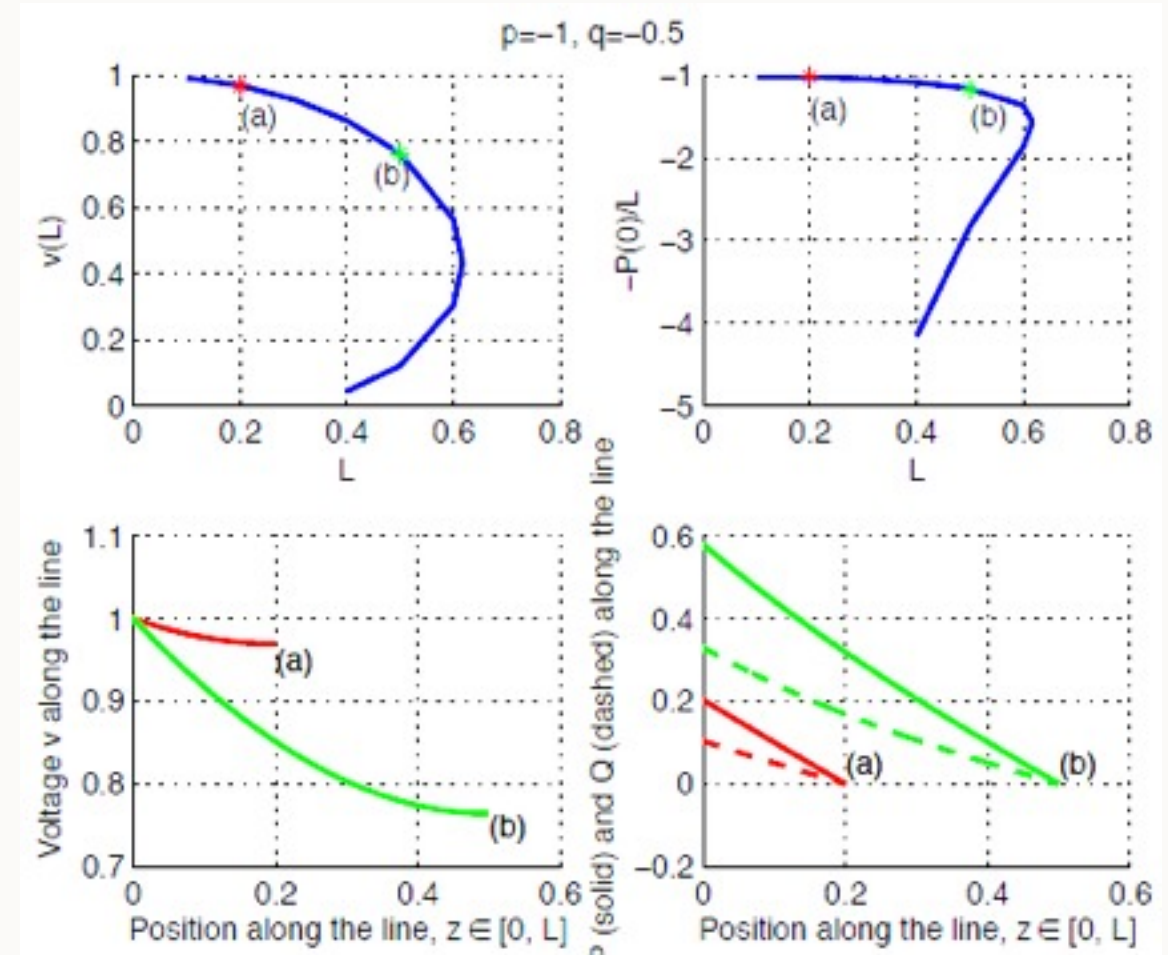 p=−1, q=−0.5
v(L)
1
0.8
0.6
0.4
0.2
0
(a)
(b)
0 0.2 0.4 0.6 0.8
L
−P(0)/L
−1
−2
−3
−4
−5
(a)
(b)
0 0.2 0.4 0.6 0.8
L
Voltage v along the line
1.1
1
0.9
0.8
0.7
(a)
(b)
0 0.2 0.4 0.6
Position along the line, z ∈ [0, L]
P (solid) and Q (dashed) along the line
0.6
0.4
0.2
0
−0.2
(a)
(b)
0 0.2 0.4 0.6
Position along the line, z ∈ [0, L]